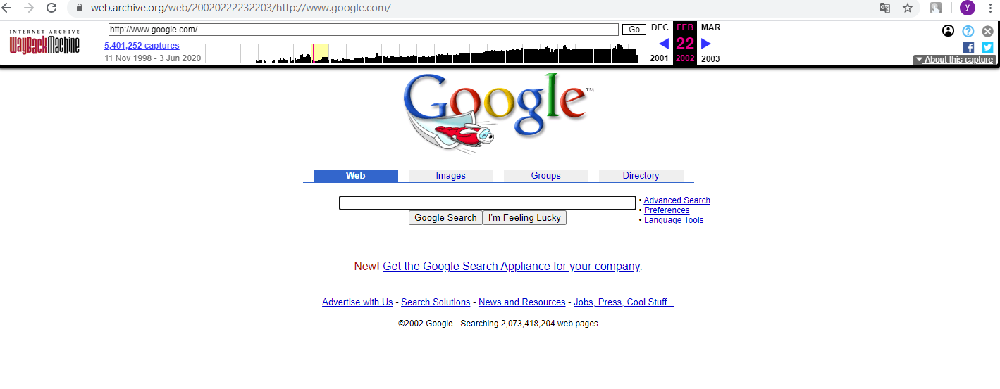 web.archive.org/web/20020222232203/http://www.google.com/
y
INTERNET ARCHIVE
WayBackMachine
http://www.google.com/
Go
DEC FEB MAR
5,401,252 captures
22
11 Nov 1998 - 3 Jun 2020
2001 2002 2003
About this capture
Google™
Web Images Groups Directory
• Advanced Search
• Preferences
• Language Tools
Google Search I'm Feeling Lucky
New! Get the Google Search Appliance for your company.
Advertise with Us - Search Solutions - News and Resources - Jobs, Press, Cool Stuff...
©2002 Google - Searching 2,073,418,204 web pages